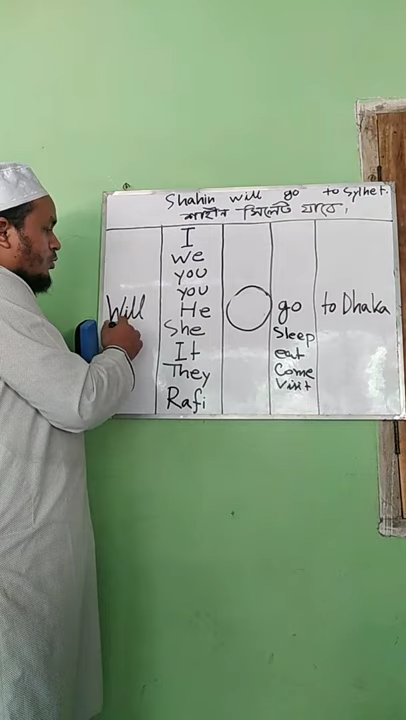 Shahin will go to Sylhet.
শাহীন সিলেট যাবে।
Will
I
we
you
you
He
She
It
They
Rafi
go
Sleep
eat
Come
Visit
to Dhaka